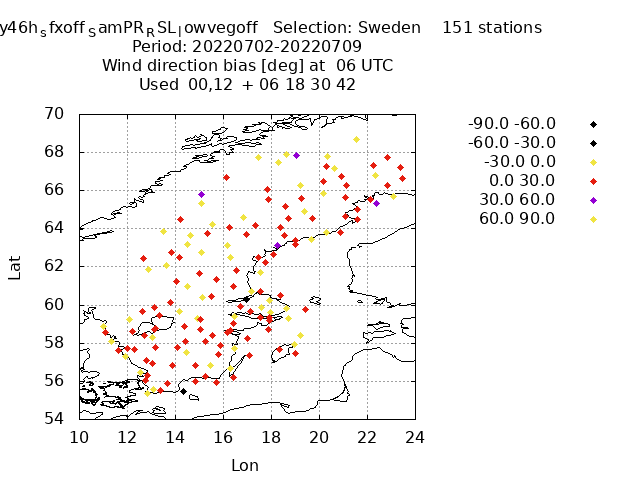 y46hsfxoffSamPRRSLlowvegoff Selection: Sweden 151 stations
Period: 20220702-20220709
Wind direction bias [deg] at 06 UTC
Used 00,12 + 06 18 30 42
70
68
66
64
62
60
58
56
54
10 12 14 16 18 20 22 24
Lat
Lon
-90.0 -60.0
-60.0 -30.0
-30.0 0.0
0.0 30.0
30.0 60.0
60.0 90.0